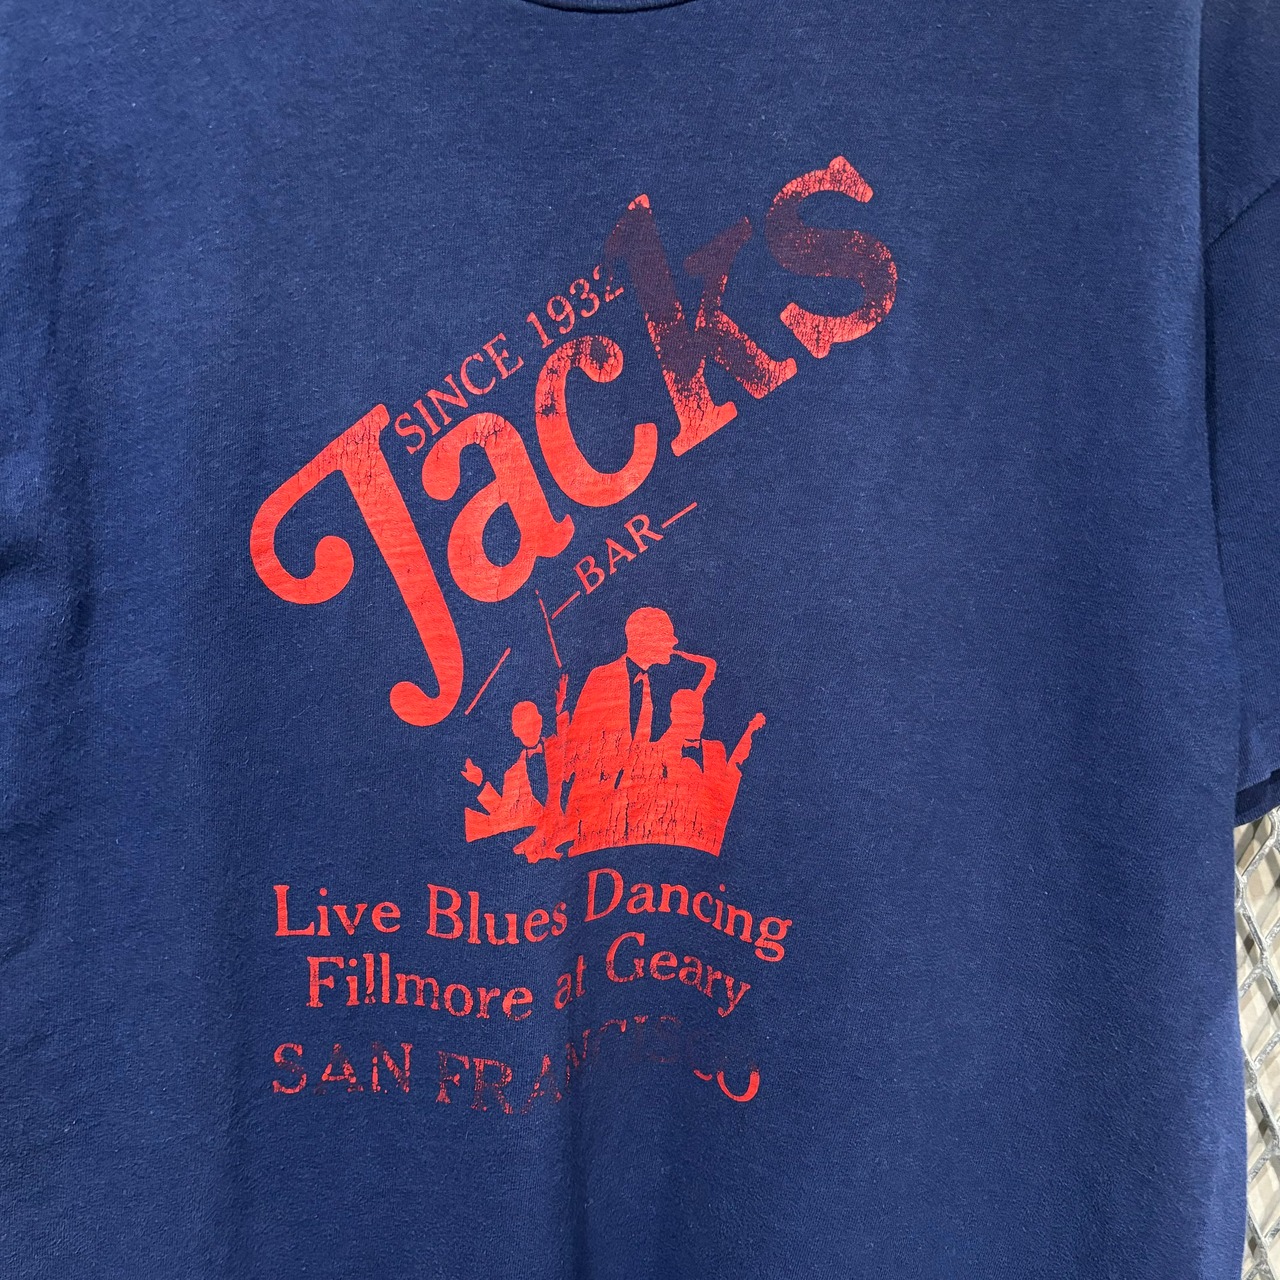 SINCE 1932
Jacks
BAR
Live Blues Dancing
Fillmore at Geary
SAN FRANCISCO